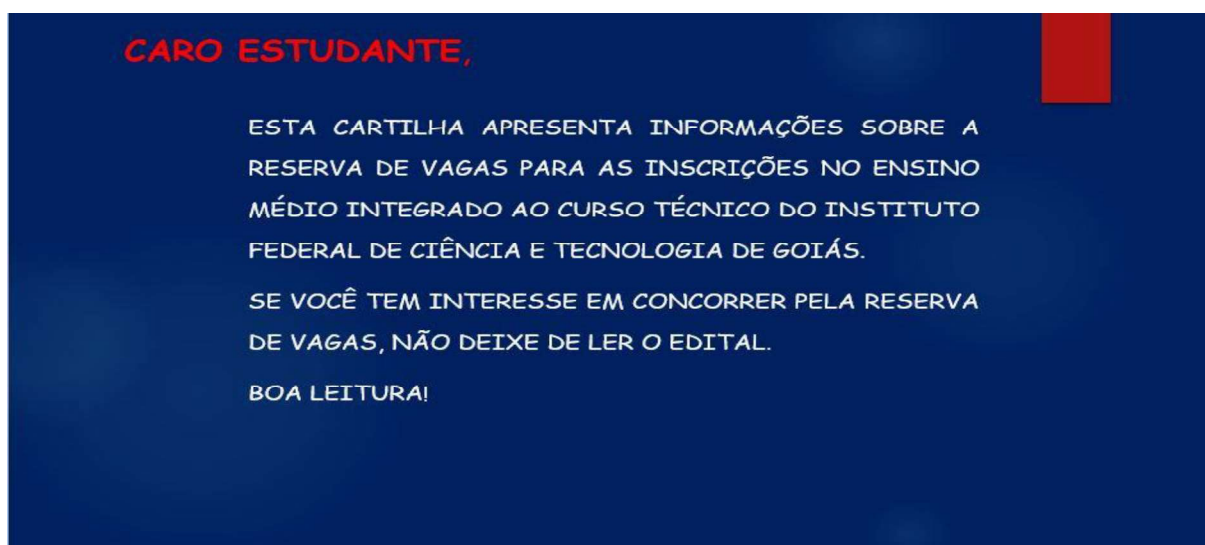 CARO ESTUDANTE,
ESTA CARTILHA APRESENTA INFORMAÇÕES SOBRE A
RESERVA DE VAGAS PARA AS INSCRIÇÕES NO ENSINO
MÉDIO INTEGRADO AO CURSO TÉCNICO DO INSTITUTO
FEDERAL DE CIÊNCIA E TECNOLOGIA DE GOIÁS.
SE VOCÊ TEM INTERESSE EM CONCORRER PELA RESERVA
DE VAGAS, NÃO DEIXE DE LER O EDITAL.
BOA LEITURA!